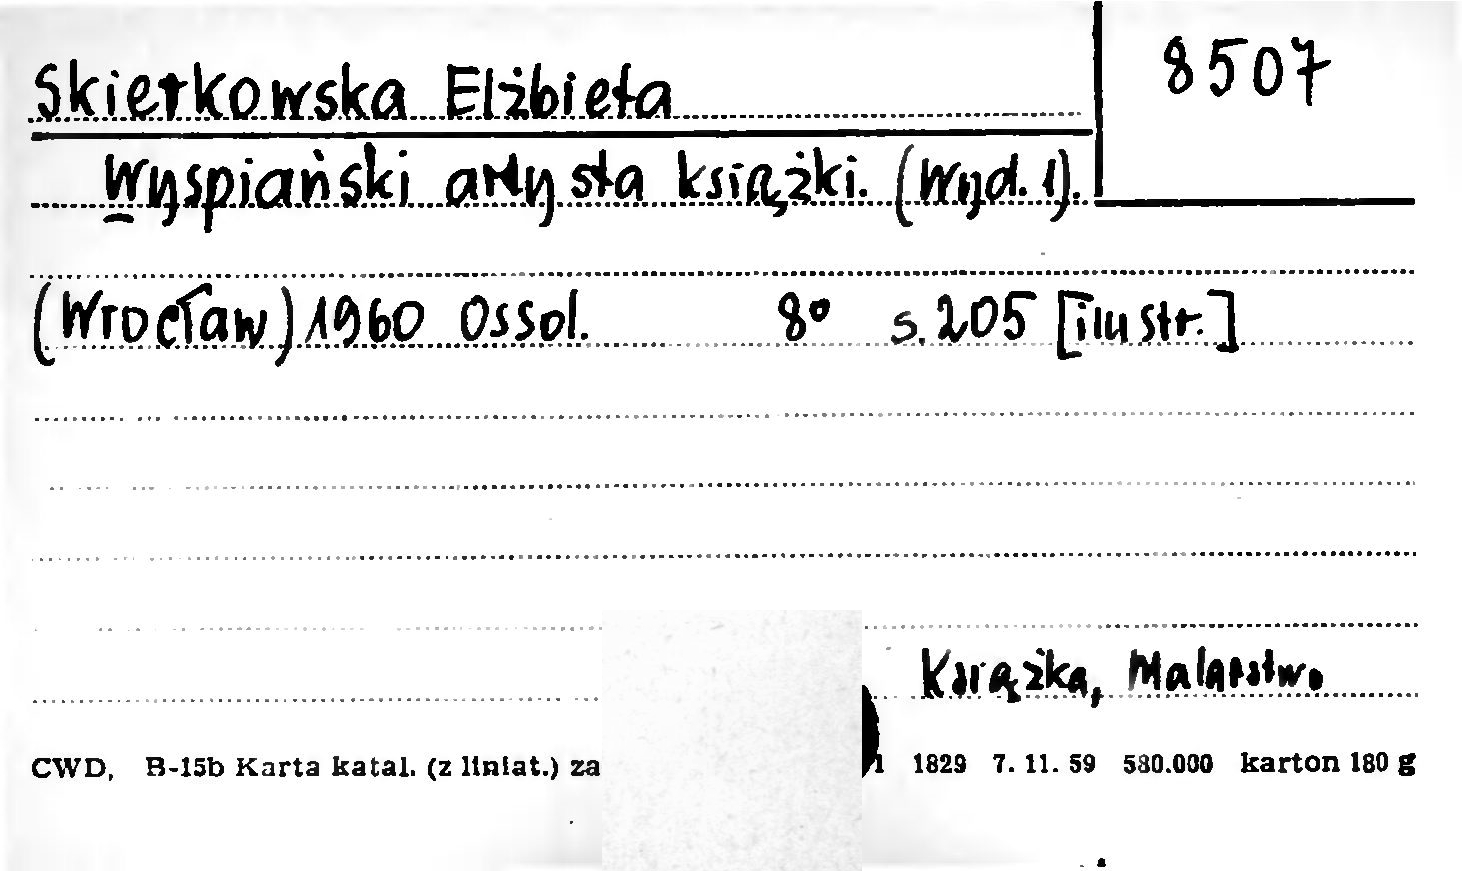 Skierkowska Elżbieta
8507
Wyspiański artysta książki. (Wyd. 1).
(Wrocław) 1960 Ossol. 8° s. 205 [ilustr.]
Książka, Malarstwo
CWD, B-15b Karta katal. (z liniat.) za 1829 7. 11. 59 580.000 karton 180 g